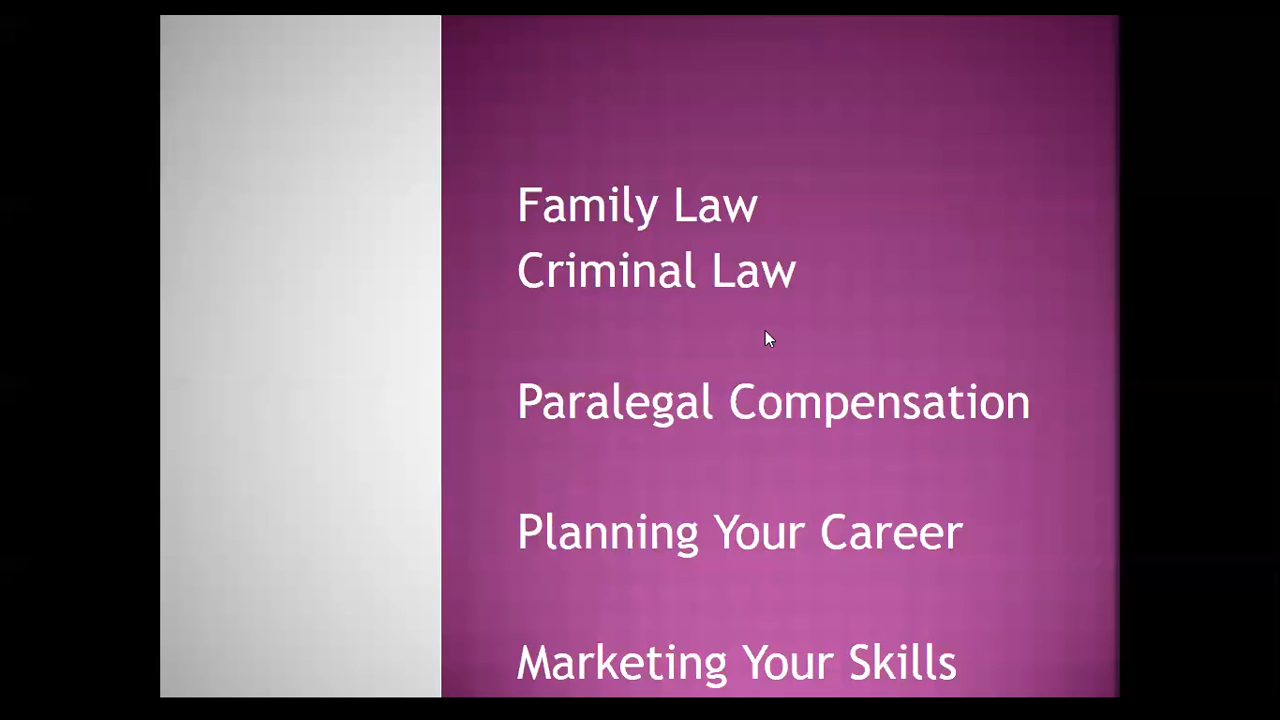 Family Law
Criminal Law
Paralegal Compensation
Planning Your Career
Marketing Your Skills